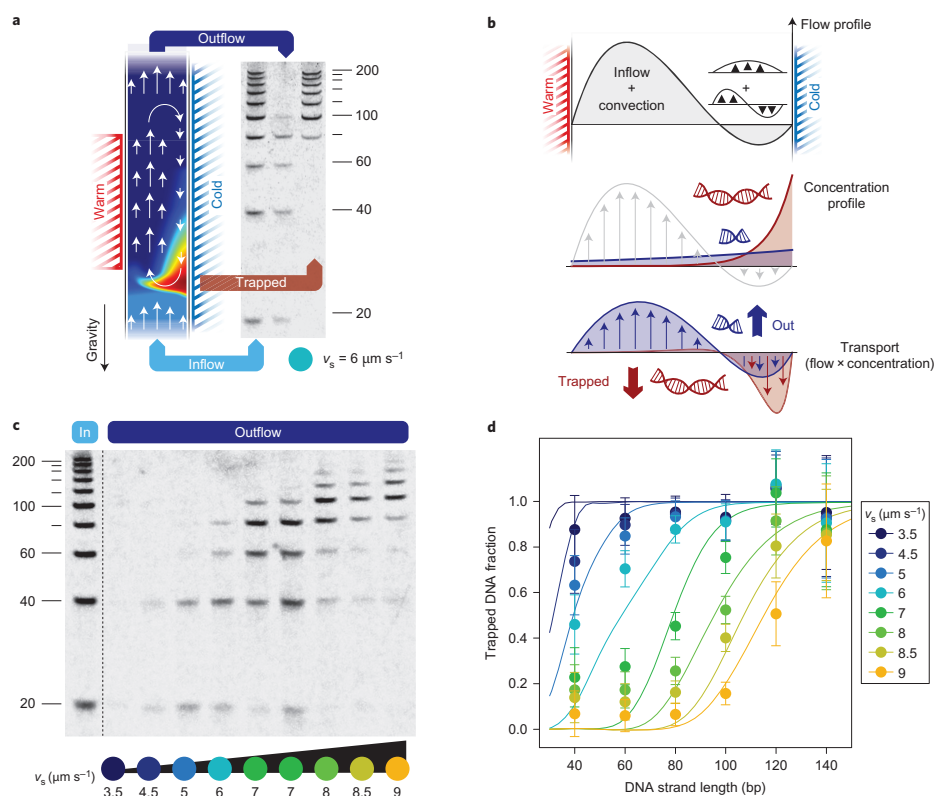 a
Outflow
Warm
Cold
Gravity
Inflow
Trapped
200
100
60
40
20
vₛ = 6 μm s⁻¹
b
Flow profile
Warm
Inflow
+
convection
+
Cold
Concentration
profile
Out
Trapped
Transport
(flow × concentration)
c
In
Outflow
200
100
60
40
20
vₛ (μm s⁻¹)
3.5 4.5 5 6 7 7 8 8.5 9
d
Trapped DNA fraction
1.0
0.8
0.6
0.4
0.2
0.0
40 60 80 100 120 140
DNA strand length (bp)
vₛ (μm s⁻¹)
3.5
4.5
5
6
7
8
8.5
9